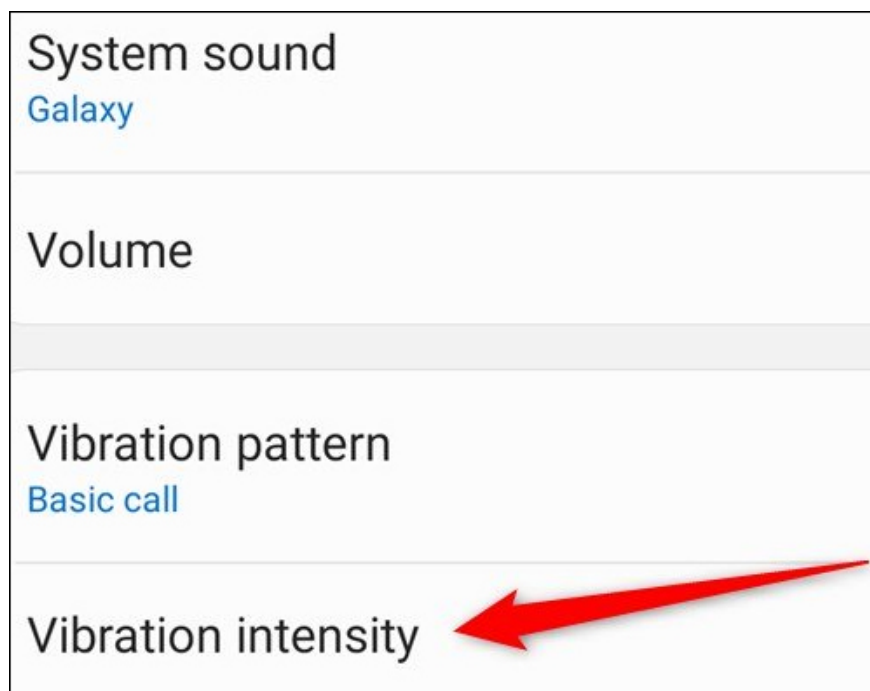 System sound
Galaxy
Volume
Vibration pattern
Basic call
Vibration intensity